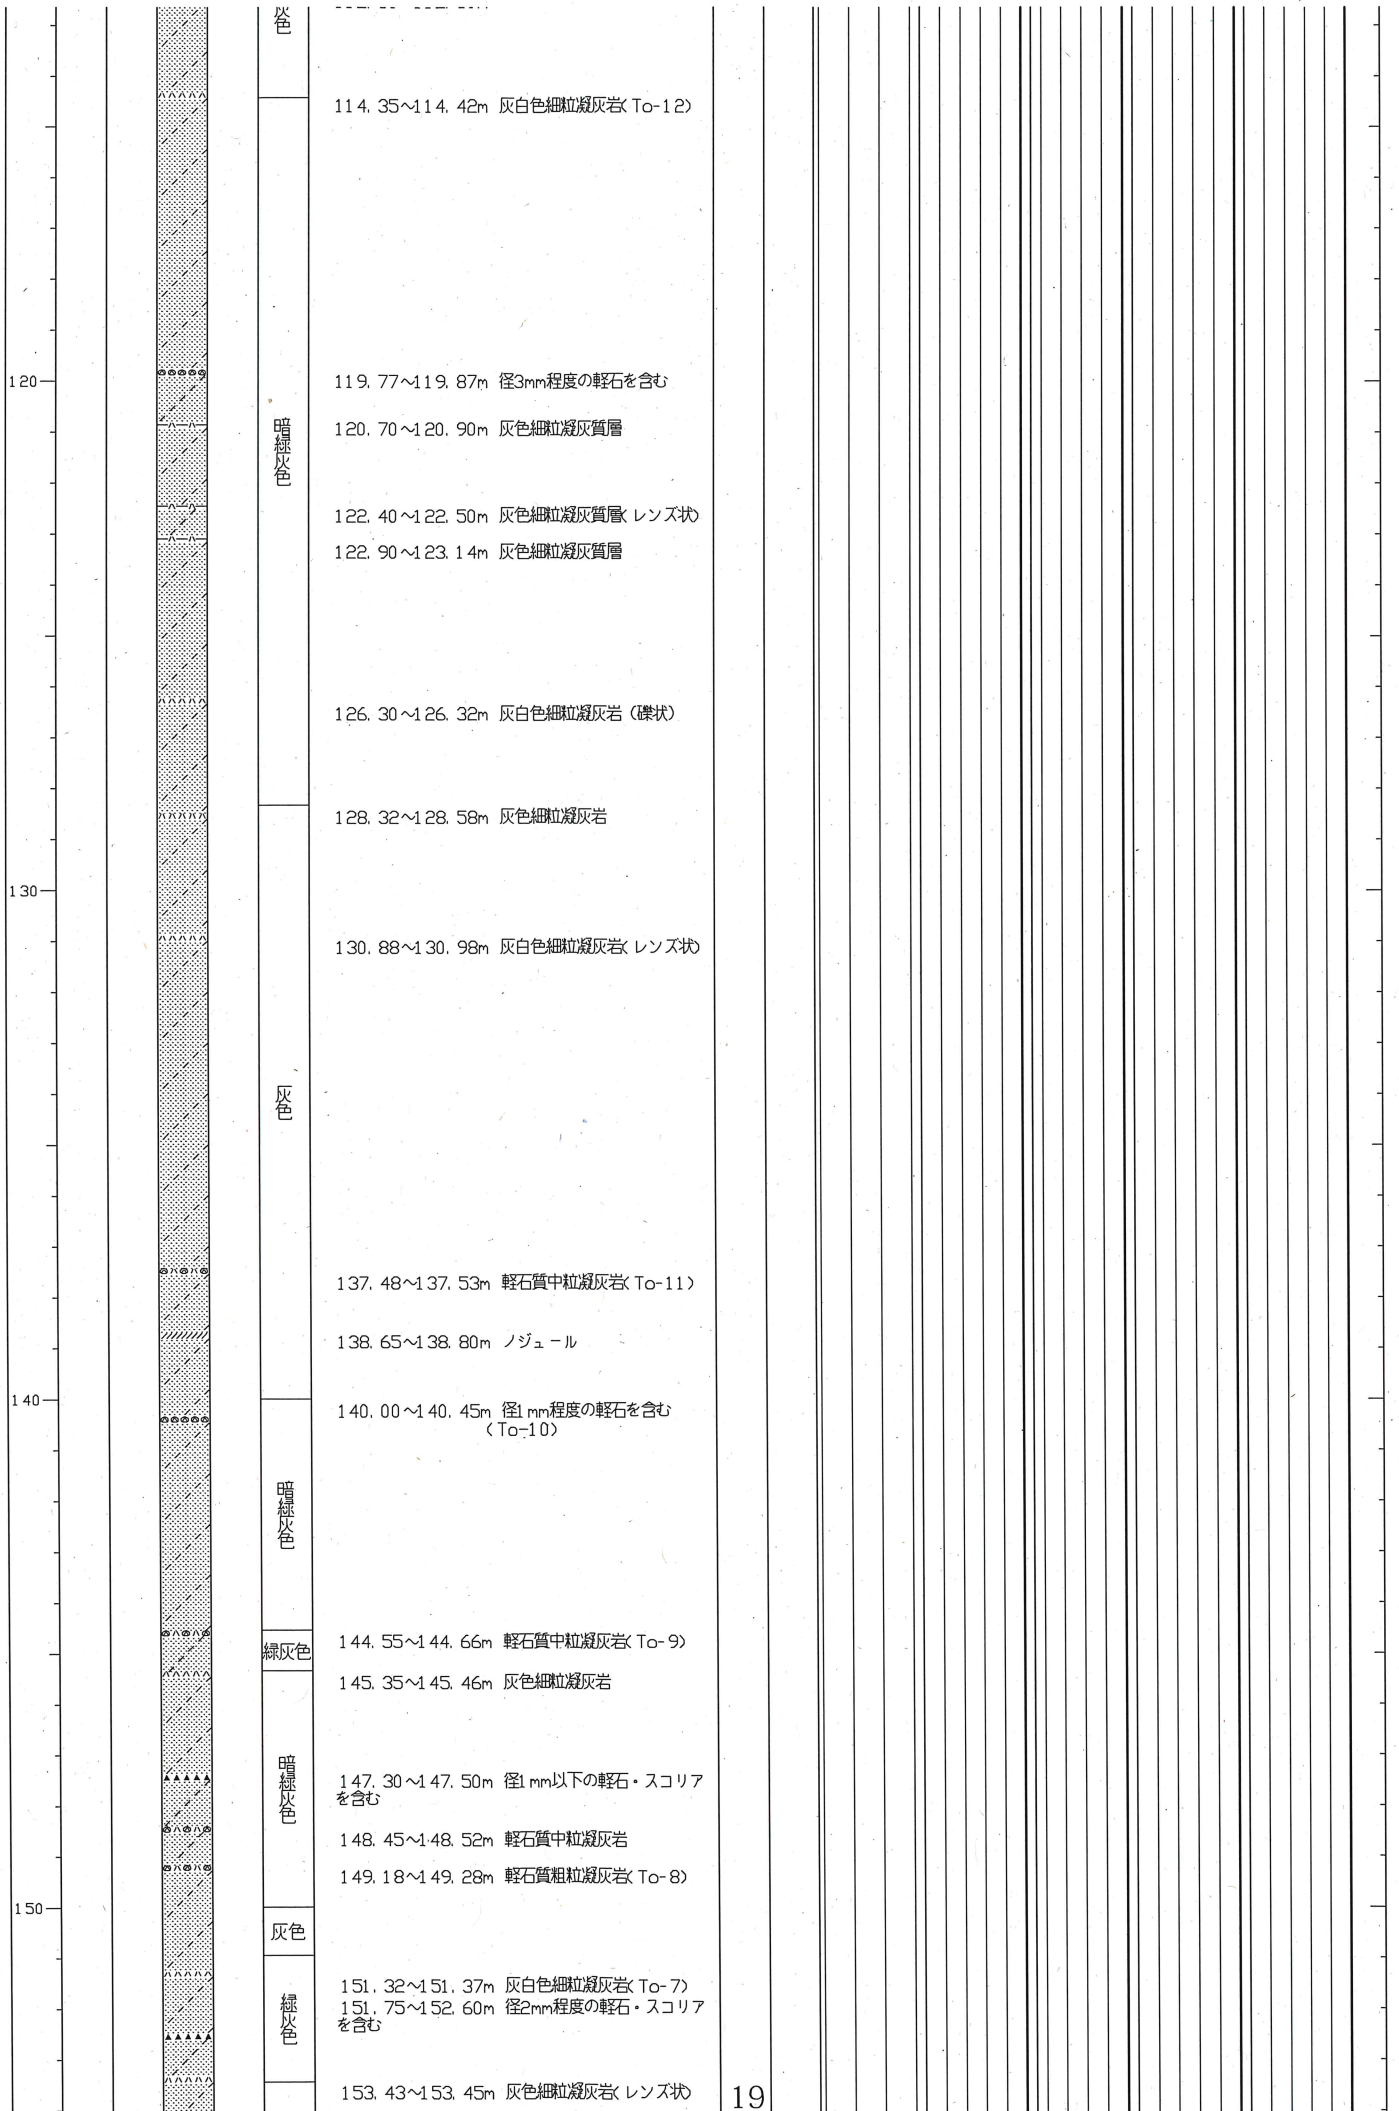 灰色
114.35～114.42m 灰白色細粒凝灰岩(To-12)
120
119.77～119.87m 径3mm程度の軽石を含む
暗緑灰色
120.70～120.90m 灰色細粒凝灰質層
122.40～122.50m 灰色細粒凝灰質層(レンズ状)
122.90～123.14m 灰色細粒凝灰質層
126.30～126.32m 灰白色細粒凝灰岩（礫状）
128.32～128.58m 灰色細粒凝灰岩
130
130.88～130.98m 灰白色細粒凝灰岩(レンズ状)
灰色
137.48～137.53m 軽石質中粒凝灰岩(To-11)
138.65～138.80m ノジュール
140
140.00～140.45m 径1mm程度の軽石を含む
(To-10)
暗緑灰色
緑灰色
144.55～144.66m 軽石質中粒凝灰岩(To-9)
145.35～145.46m 灰色細粒凝灰岩
暗緑灰色
147.30～147.50m 径1mm以下の軽石・スコリア
を含む
148.45～148.52m 軽石質中粒凝灰岩
149.18～149.28m 軽石質粗粒凝灰岩(To-8)
150
灰色
151.32～151.37m 灰白色細粒凝灰岩(To-7)
緑灰色
151.75～152.60m 径2mm程度の軽石・スコリア
を含む
153.43～153.45m 灰色細粒凝灰岩(レンズ状)
19